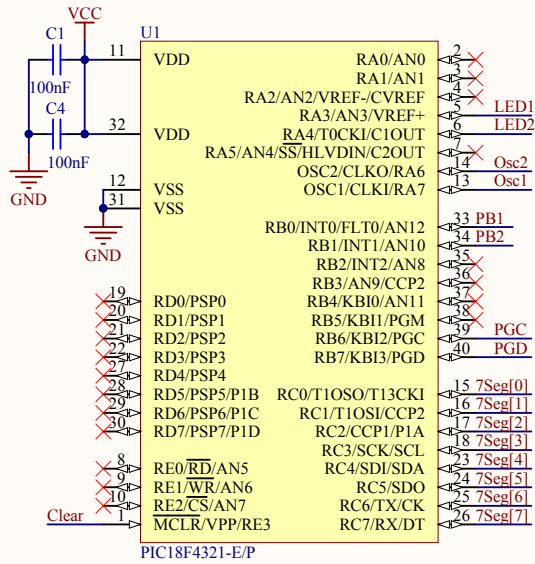 VCC
C1
100nF
C4
100nF
GND
GND
U1
11 VDD
32 VDD
12 VSS
31 VSS
19 RD0/PSP0
20 RD1/PSP1
21 RD2/PSP2
22 RD3/PSP3
27 RD4/PSP4
28 RD5/PSP5/P1B
29 RD6/PSP6/P1C
30 RD7/PSP7/P1D
8 RE0/RD/AN5
9 RE1/WR/AN6
10 RE2/CS/AN7
Clear 1 MCLR/VPP/RE3
RA0/AN0 2
RA1/AN1 3
RA2/AN2/VREF-/CVREF 4
RA3/AN3/VREF+ 5 LED1
RA4/T0CKI/C1OUT 6 LED2
RA5/AN4/SS/HLVDIN/C2OUT 7
OSC2/CLKO/RA6 14 Osc2
OSC1/CLKI/RA7 13 Osc1
RB0/INT0/FLT0/AN12 33 PB1
RB1/INT1/AN10 34 PB2
RB2/INT2/AN8 35
RB3/AN9/CCP2 36
RB4/KBI0/AN11 37
RB5/KBI1/PGM 38
RB6/KBI2/PGC 39 PGC
RB7/KBI3/PGD 40 PGD
RC0/T1OSO/T13CKI 15 7Seg[0]
RC1/T1OSI/CCP2 16 7Seg[1]
RC2/CCP1/P1A 17 7Seg[2]
RC3/SCK/SCL 18 7Seg[3]
RC4/SDI/SDA 23 7Seg[4]
RC5/SDO 24 7Seg[5]
RC6/TX/CK 25 7Seg[6]
RC7/RX/DT 26 7Seg[7]
PIC18F4321-E/P